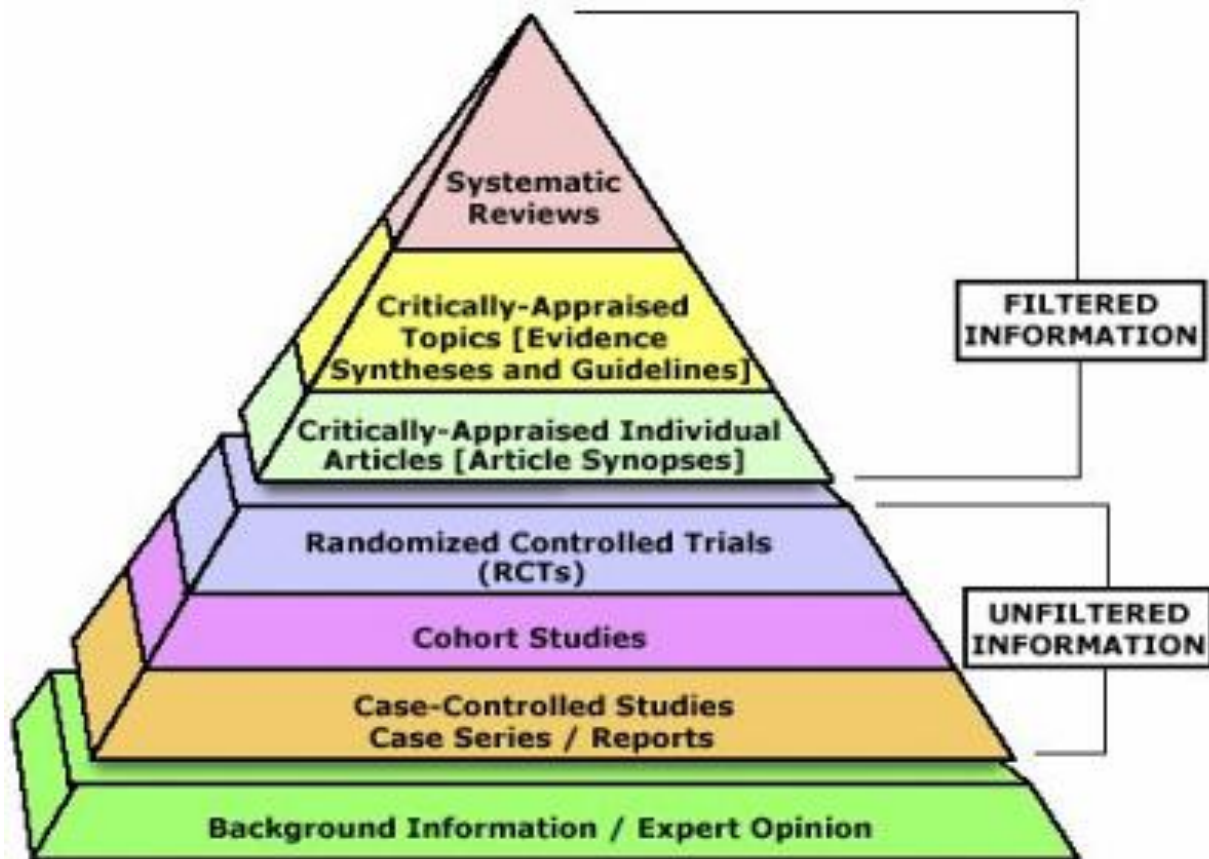 Systematic
Reviews
Critically-Appraised
Topics [Evidence
Syntheses and Guidelines]
FILTERED
INFORMATION
Critically-Appraised Individual
Articles [Article Synopses]
Randomized Controlled Trials
(RCTs)
UNFILTERED
INFORMATION
Cohort Studies
Case-Controlled Studies
Case Series / Reports
Background Information / Expert Opinion